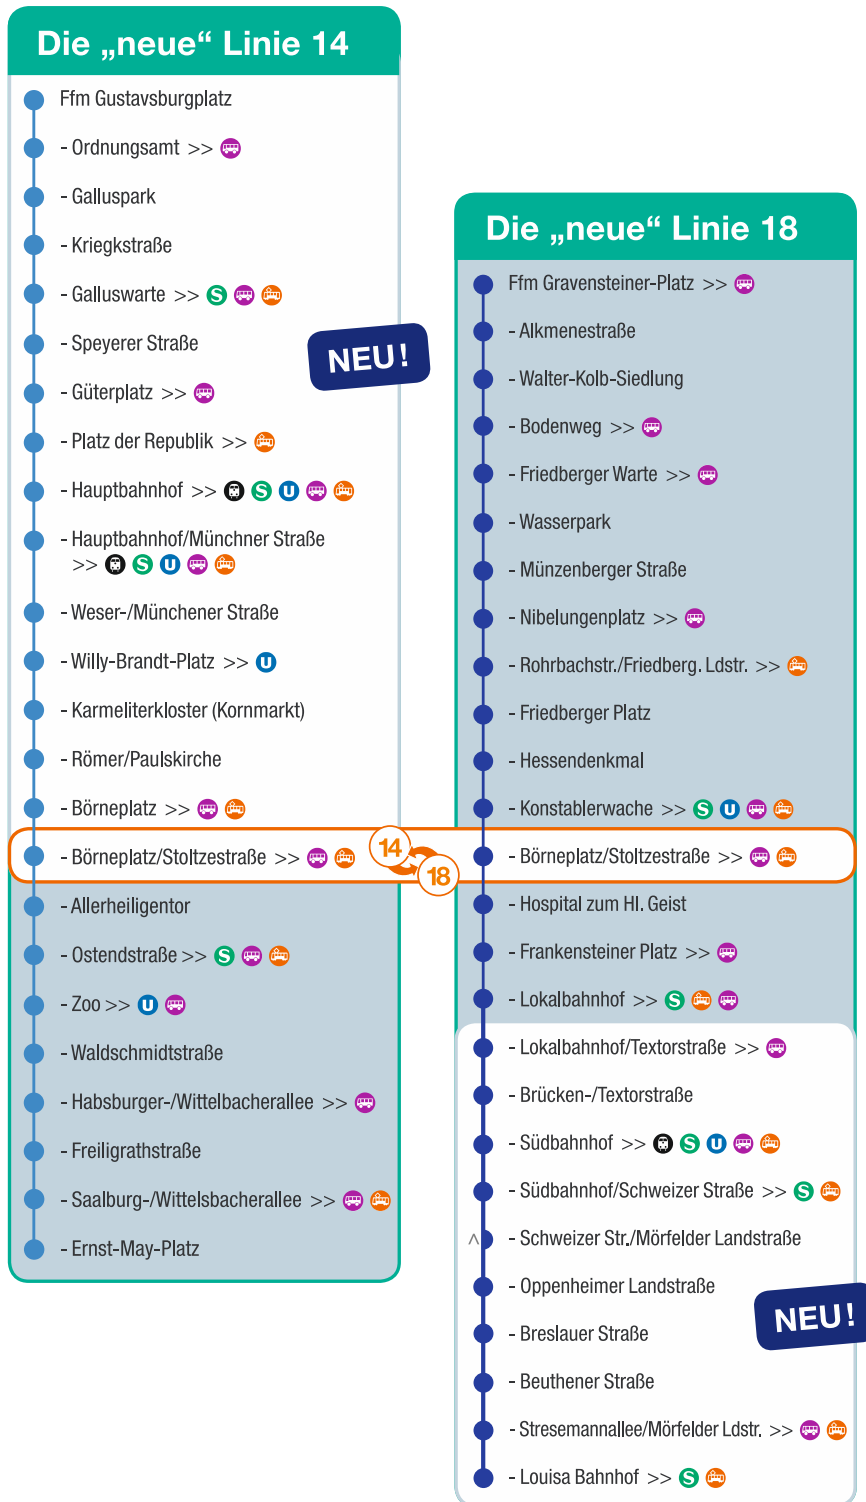 Die „neue“ Linie 14
Ffm Gustavsburgplatz
- Ordnungsamt >>
- Galluspark
- Kriegkstraße
- Galluswarte >> S
- Speyerer Straße
NEU!
- Güterplatz >>
- Platz der Republik >>
- Hauptbahnhof >> S U
- Hauptbahnhof/Münchner Straße
>> S U
- Weser-/Münchener Straße
- Willy-Brandt-Platz >> U
- Karmeliterkloster (Kornmarkt)
- Römer/Paulskirche
- Börneplatz >>
- Börneplatz/Stoltzestraße >>
- Allerheiligentor
- Ostendstraße >> S
- Zoo >> U
- Waldschmidtstraße
- Habsburger-/Wittelbacherallee >>
- Freiligrathstraße
- Saalburg-/Wittelsbacherallee >>
- Ernst-May-Platz
14
18
Die „neue“ Linie 18
Ffm Gravensteiner-Platz >>
- Alkmenestraße
- Walter-Kolb-Siedlung
- Bodenweg >>
- Friedberger Warte >>
- Wasserpark
- Münzenberger Straße
- Nibelungenplatz >>
- Rohrbachstr./Friedberg. Ldstr. >>
- Friedberger Platz
- Hessendenkmal
- Konstablerwache >> S U
- Börneplatz/Stoltzestraße >>
- Hospital zum Hl. Geist
- Frankensteiner Platz >>
- Lokalbahnhof >> S
- Lokalbahnhof/Textorstraße >>
- Brücken-/Textorstraße
- Südbahnhof >> S U
- Südbahnhof/Schweizer Straße >> S
- Schweizer Str./Mörfelder Landstraße
- Oppenheimer Landstraße
NEU!
- Breslauer Straße
- Beuthener Straße
- Stresemannallee/Mörfelder Ldstr. >>
- Louisa Bahnhof >> S